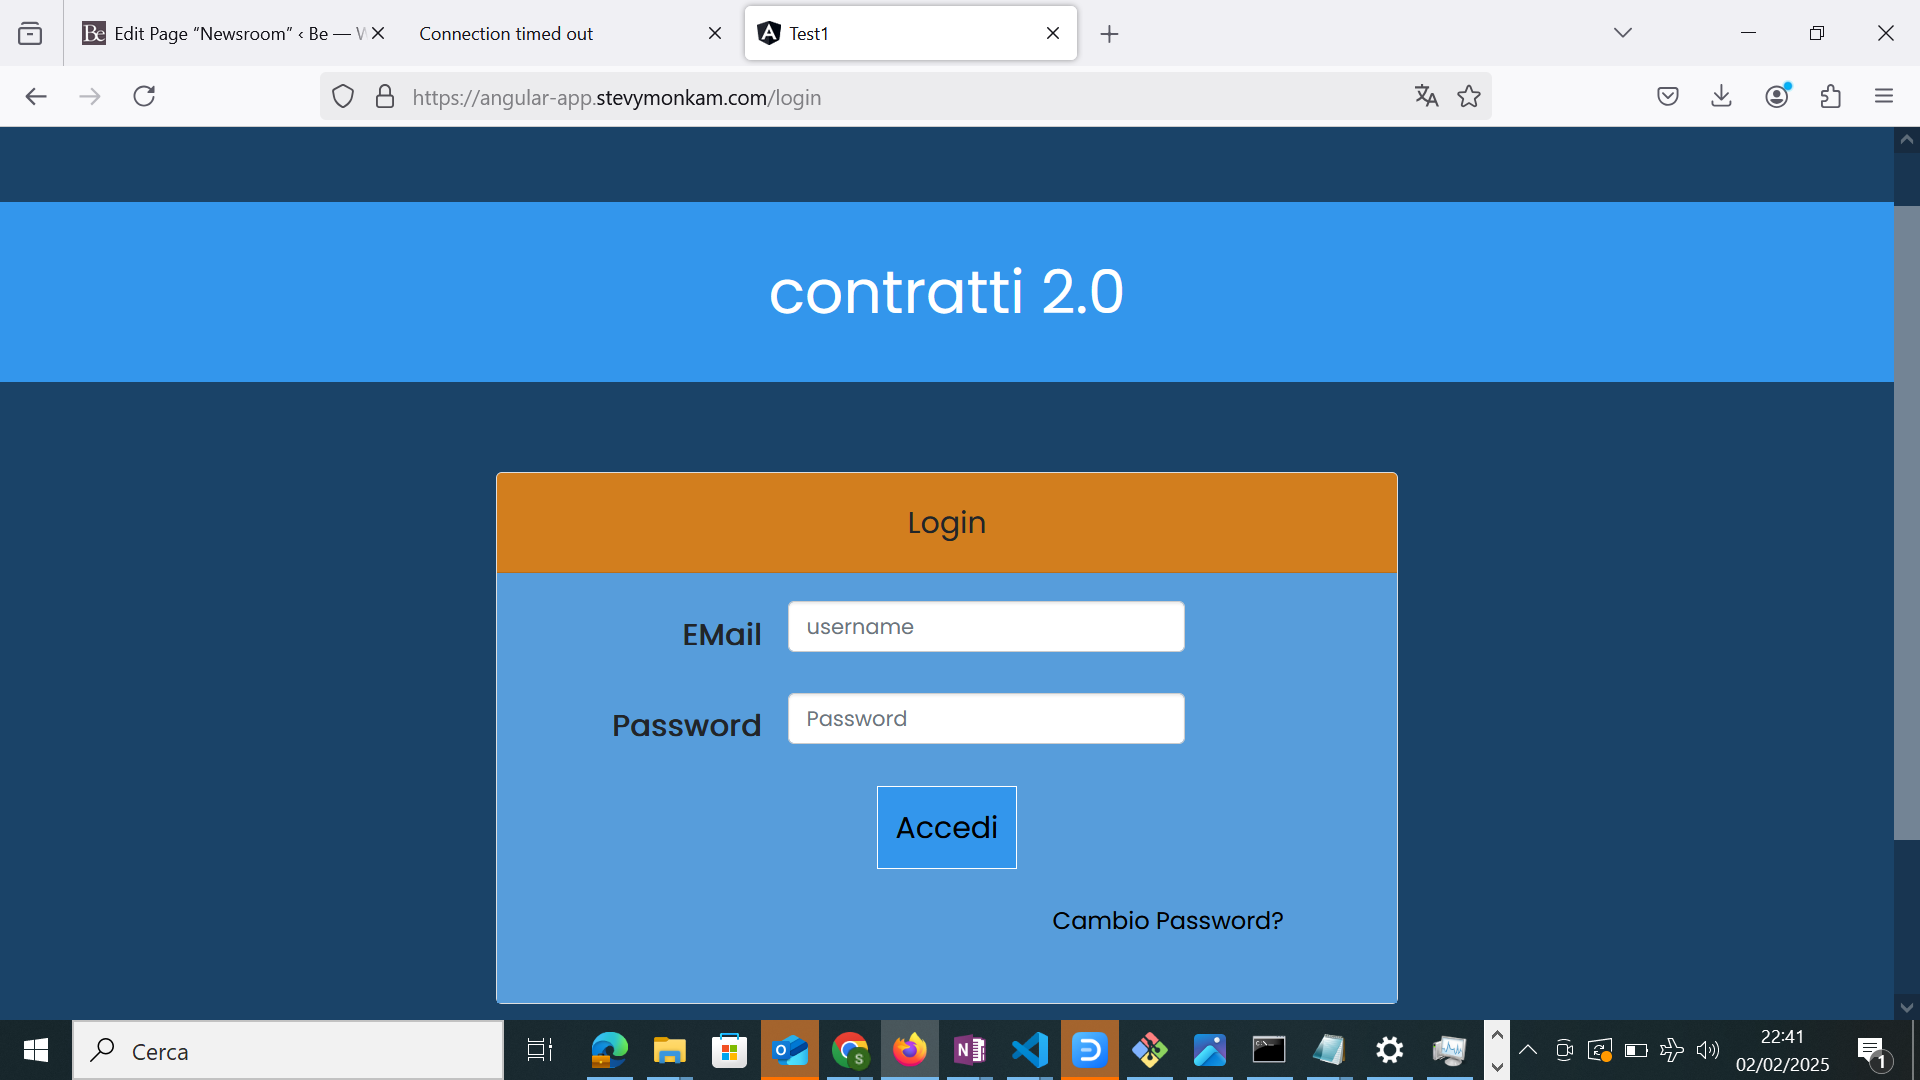 Be Edit Page “Newsroom” ‹ Be — W
Connection timed out
Test1
https://angular-app.stevymonkam.com/login
contratti 2.0
Login
EMail
username
Password
Password
Accedi
Cambio Password?
Cerca
22:41
02/02/2025
1